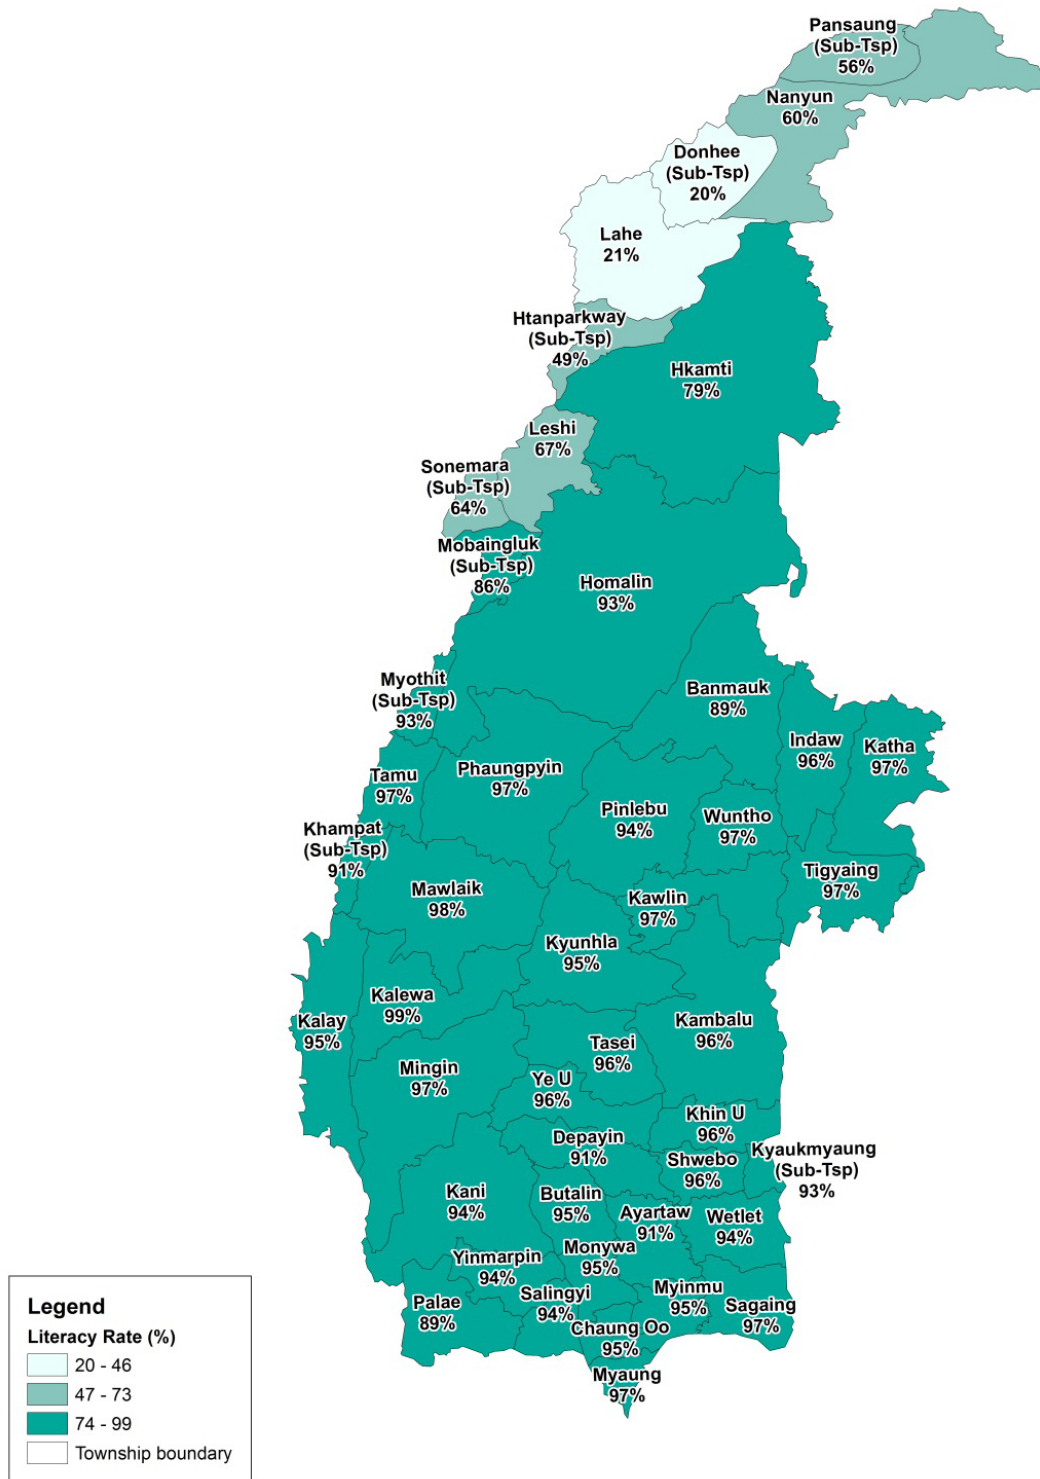 Pansaung
(Sub-Tsp)
56%
Nanyun
60%
Donhee
(Sub-Tsp)
20%
Lahe
21%
Htanparkway
(Sub-Tsp)
49%
Hkamti
79%
Leshi
67%
Sonemara
(Sub-Tsp)
64%
Mobaingluk
(Sub-Tsp)
86%
Homalin
93%
Myothit
(Sub-Tsp)
93%
Banmauk
89%
Indaw
96%
Katha
97%
Tamu
97%
Phaungpyin
97%
Pinlebu
94%
Wuntho
97%
Khampat
(Sub-Tsp)
91%
Tigyaing
97%
Mawlaik
98%
Kawlin
97%
Kyunhla
95%
Kalewa
99%
Kalay
95%
Kambalu
96%
Tasei
96%
Mingin
97%
Ye U
96%
Khin U
96%
Depayin
91%
Kyaukmyaung
(Sub-Tsp)
93%
Shwebo
96%
Kani
94%
Butalin
95%
Ayartaw
91%
Wetlet
94%
Monywa
95%
Yinmarpin
94%
Salingyi
94%
Myinmu
95%
Sagaing
97%
Palae
89%
Chaung Oo
95%
Myaung
97%
Legend
Literacy Rate (%)
20 - 46
47 - 73
74 - 99
Township boundary